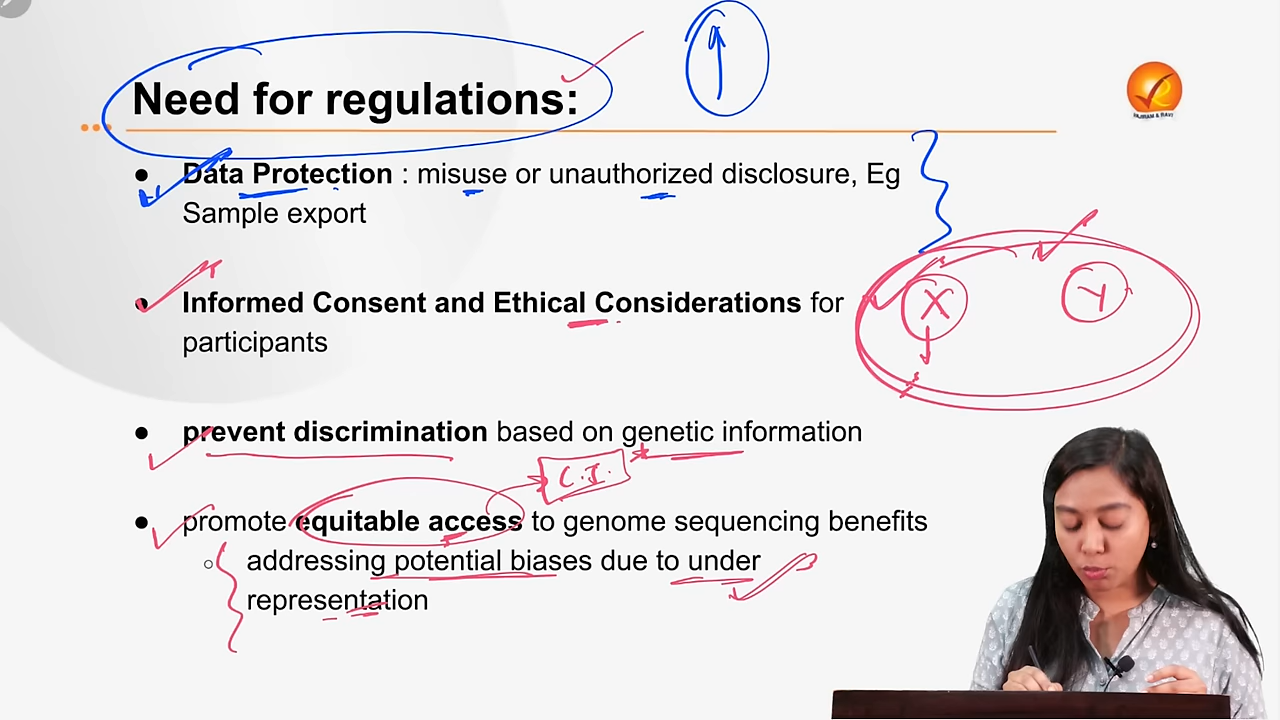 Need for regulations:
VAJIRAM & RAVI
● Data Protection : misuse or unauthorized disclosure, Eg
Sample export
● Informed Consent and Ethical Considerations for
participants
X
Y
● prevent discrimination based on genetic information
C.I.
● promote equitable access to genome sequencing benefits
○ addressing potential biases due to under
representation